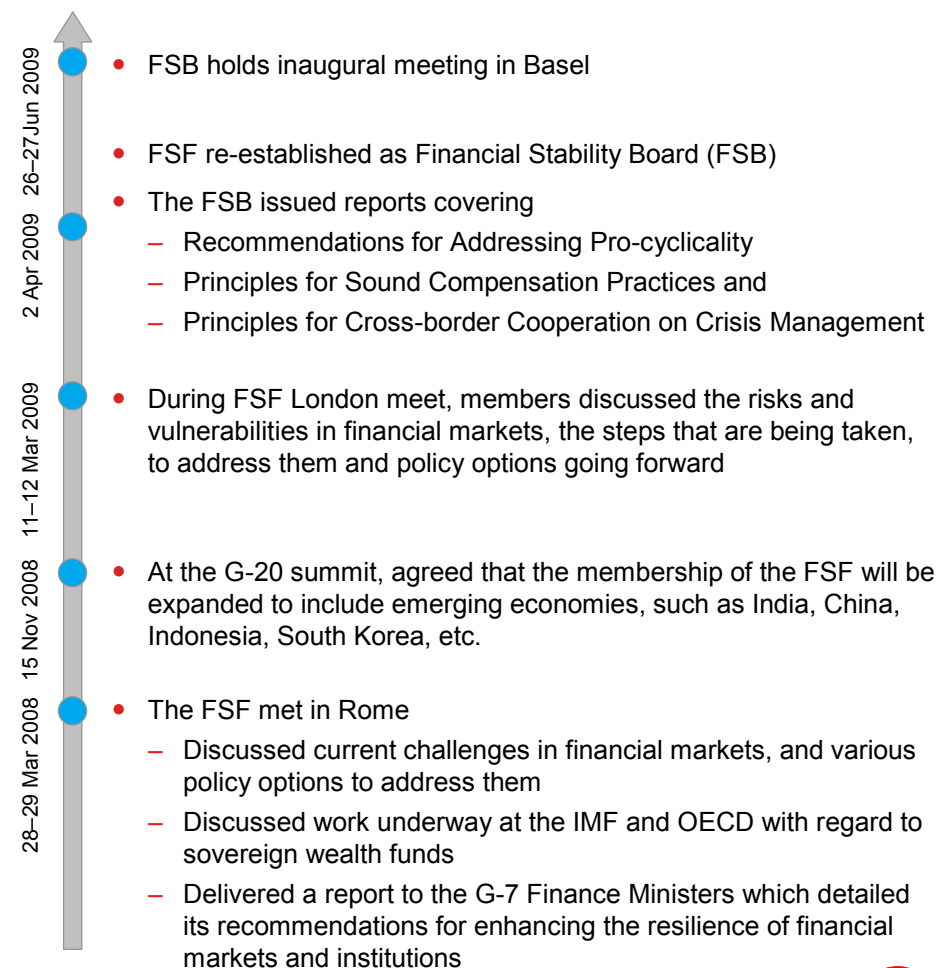 26–27Jun 2009
• FSB holds inaugural meeting in Basel
• FSF re-established as Financial Stability Board (FSB)
2 Apr 2009
• The FSB issued reports covering
– Recommendations for Addressing Pro-cyclicality
– Principles for Sound Compensation Practices and
– Principles for Cross-border Cooperation on Crisis Management
11–12 Mar 2009
• During FSF London meet, members discussed the risks and
vulnerabilities in financial markets, the steps that are being taken,
to address them and policy options going forward
15 Nov 2008
• At the G-20 summit, agreed that the membership of the FSF will be
expanded to include emerging economies, such as India, China,
Indonesia, South Korea, etc.
28–29 Mar 2008
• The FSF met in Rome
– Discussed current challenges in financial markets, and various
policy options to address them
– Discussed work underway at the IMF and OECD with regard to
sovereign wealth funds
– Delivered a report to the G-7 Finance Ministers which detailed
its recommendations for enhancing the resilience of financial
markets and institutions